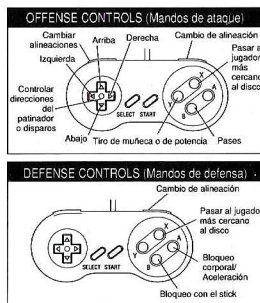 OFFENSE CONTROLS (Mandos de ataque)
Cambiar alineaciones
Arriba
Derecha
Cambio de alineación
Izquierda
Pasar al jugador más cercano al disco
Controlar direcciones del patinador o disparos
X
Y
A
B
SELECT START
Abajo
Tiro de muñeca o de potencia
Pases
DEFENSE CONTROLS (Mandos de defensa)
Cambio de alineación
Pasar al jugado
más cercano
al disco
X
Y
A
B
SELECT START
Bloqueo
corporal/
Aceleración
Bloqueo con el stick